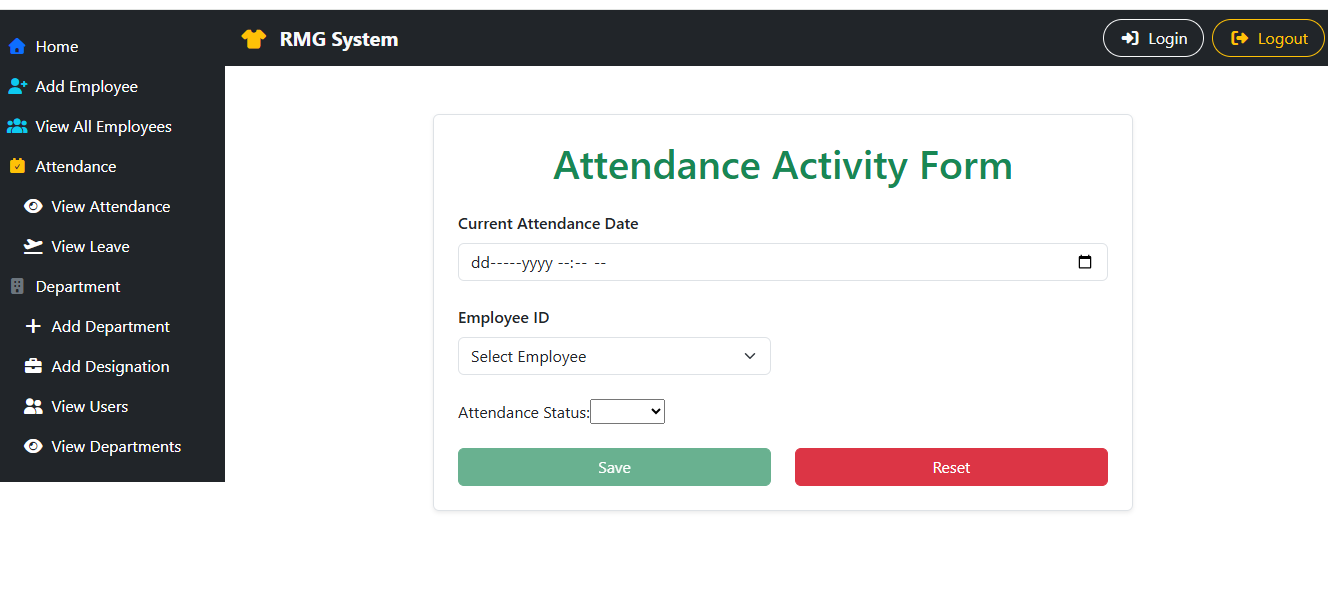 RMG System
Login
Logout
Home
Add Employee
View All Employees
Attendance
View Attendance
View Leave
Department
Add Department
Add Designation
View Users
View Departments
Attendance Activity Form
Current Attendance Date
dd-----yyyy --:-- --
Employee ID
Select Employee
Attendance Status:
Save
Reset